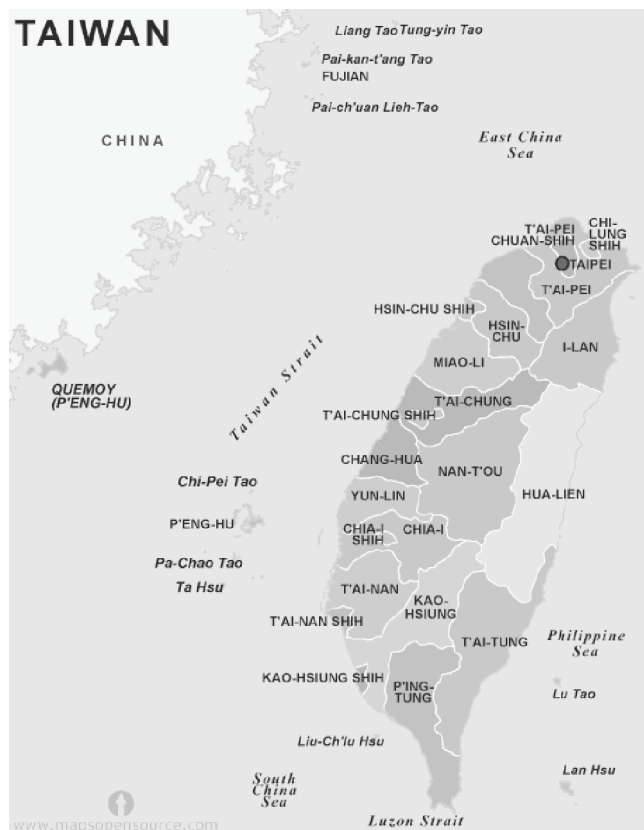 TAIWAN
Liang Tao Tung-yin Tao
Pai-kan-t'ang Tao
FUJIAN
Pai-ch'uan Lieh-Tao
CHINA
East China
Sea
T'AI-PEI
CHUAN-SHIH
CHI-
LUNG
SHIH
TAIPEI
T'AI-PEI
HSIN-CHU SHIH
HSIN-
CHU
I-LAN
MIAO-LI
Taiwan Strait
QUEMOY
(P'ENG-HU)
T'AI-CHUNG
T'AI-CHUNG SHIH
CHANG-HUA
NAN-T'OU
Chi-Pei Tao
YUN-LIN
HUA-LIEN
P'ENG-HU
CHIA-I
SHIH
CHIA-I
Pa-Chao Tao
Ta Hsu
T'AI-NAN
KAO-
HSIUNG
T'AI-NAN SHIH
T'AI-TUNG
Philippine
Sea
KAO-HSIUNG SHIH
P'ING-
TUNG
Lu Tao
Liu-Ch'lu Hsu
Lan Hsu
South
China
Sea
Luzon Strait
www.mapsopensource.com